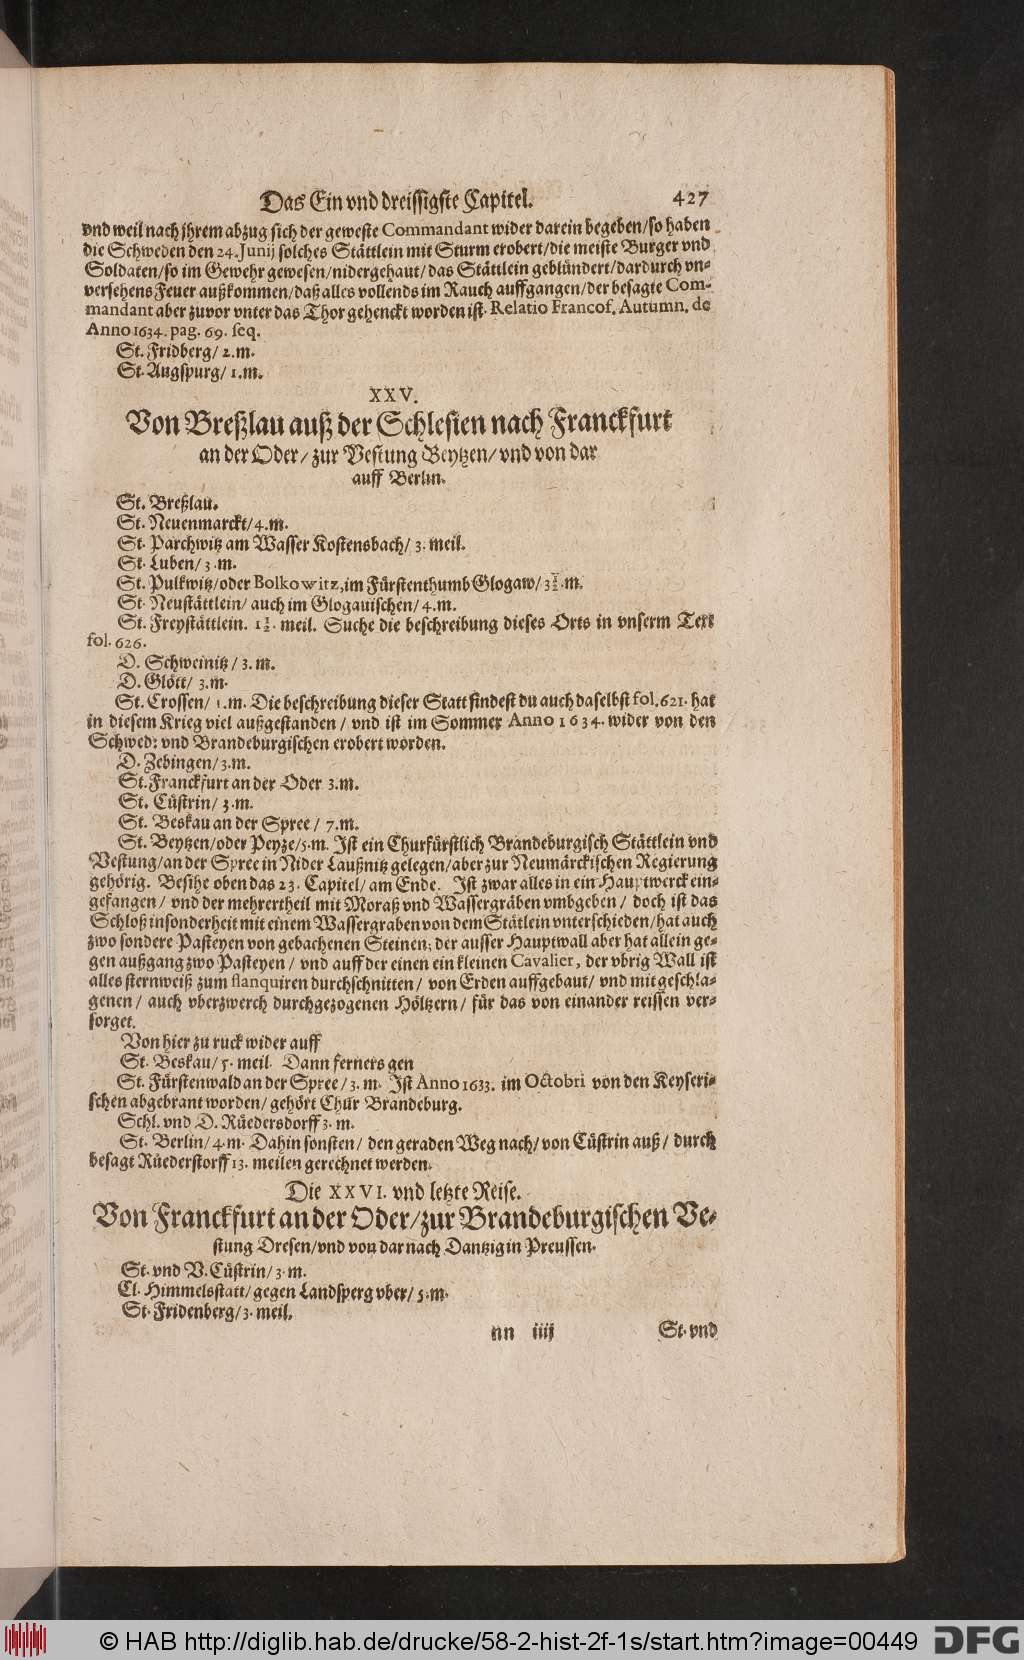 Das Ein vnd dreissigste Capitel. 427
vnd weil nach jhrem abzug sich der geweste Commandant wider darein begeben/so haben
die Schweden den 24. Junij solches Stättlein mit Sturm erobert/die meiste Burger vnd
Soldaten/so im Gewehr gewesen/nidergehaut/das Stättlein geblündert/dardurch vn-
versehens Feuer außkommen/daß alles vollends im Rauch auffgangen/der besagte Com-
mandant aber zuvor vnter das Thor gehenckt worden ist. Relatio Francof. Autumn. de
Anno 1634. pag. 69. seq.
St. Fridberg/ 2.m.
St. Augspurg/ 1.m.
XXV.
Von Breßlau auß der Schlesien nach Franckfurt
an der Oder/ zur Vestung Beytzen/ vnd von dar
auff Berlin.
St. Breßlau.
St. Neuenmarckt/4.m.
St. Parchwitz am Wasser Kostensbach/ 3. meil.
St. Luben/ 3.m.
St. Pulkwitz/oder Bolkowitz,im Fürstenthumb Glogaw/3½.m.
St. Neustättlein/ auch im Glogauischen/ 4.m.
St. Freystättlein. 1½. meil. Suche die beschreibung dieses Orts in vnserm Text
fol. 626.
D. Schweinitz/ 3.m.
D. Glött/ 3.m.
St. Crossen/ 1.m. Die beschreibung dieser Statt findest du auch daselbst fol. 621. hat
in diesem Krieg viel außgestanden/ vnd ist im Sommer Anno 1634. wider von den
Schwed: vnd Brandeburgischen erobert worden.
D. Zebingen/3.m.
St. Franckfurt an der Oder 3.m.
St. Cüstrin/ 3.m.
St. Beskau an der Spree/ 7.m.
St. Beytzen/oder Peyze/5.m. Ist ein Churfürstlich Brandeburgisch Stättlein vnd
Vestung/an der Spree in Nider Laußnitz gelegen/aber zur Neumärckischen Regierung
gehörig. Besihe oben das 23. Capitel/ am Ende. Ist zwar alles in ein Hauptwerck ein-
gefangen/ vnd der mehrertheil mit Moraß vnd Wassergräben vmbgeben/ doch ist das
Schloß insonderheit mit einem Wassergraben von dem Stätlein vnterschieden/hat auch
zwo sondere Pasteyen von gebachenen Steinen; der ausser Hauptwall aber hat allein ge-
gen außgang zwo Pasteyen/ vnd auff der einen ein kleinen Cavalier, der vbrig Wall ist
alles sternweiß zum flanquiren durchschnitten/ von Erden auffgebaut/ vnd mit geschla-
genen/ auch vberzwerch durchgezogenen Höltzern/ für das von einander reissen ver-
sorget.
Von hier zu ruck wider auff
St. Beskau/ 5. meil. Dann ferners gen
St. Fürstenwald an der Spree/3.m. Ist Anno 1633. im Octobri von den Keyseri-
schen abgebrant worden/ gehört Chur Brandeburg.
Schl. vnd D. Rüedersdorff 3.m.
St. Berlin/ 4.m. Dahin sonsten/ den geraden Weg nach/ von Cüstrin auß/ durch
besagt Rüederstorff 13. meilen gerechnet werden.
Die XXVI. vnd letzte Reise.
Von Franckfurt an der Oder/zur Brandeburgischen Ve-
stung Dresen/vnd von dar nach Dantzig in Preussen.
St. vnd V. Cüstrin/3.m.
Cl. Himmelsstatt/ gegen Landsperg vber/ 5.m.
St. Fridenberg/3. meil.
nn iiij St. vnd
© HAB http://diglib.hab.de/drucke/58-2-hist-2f-1s/start.htm?image=00449 DFG